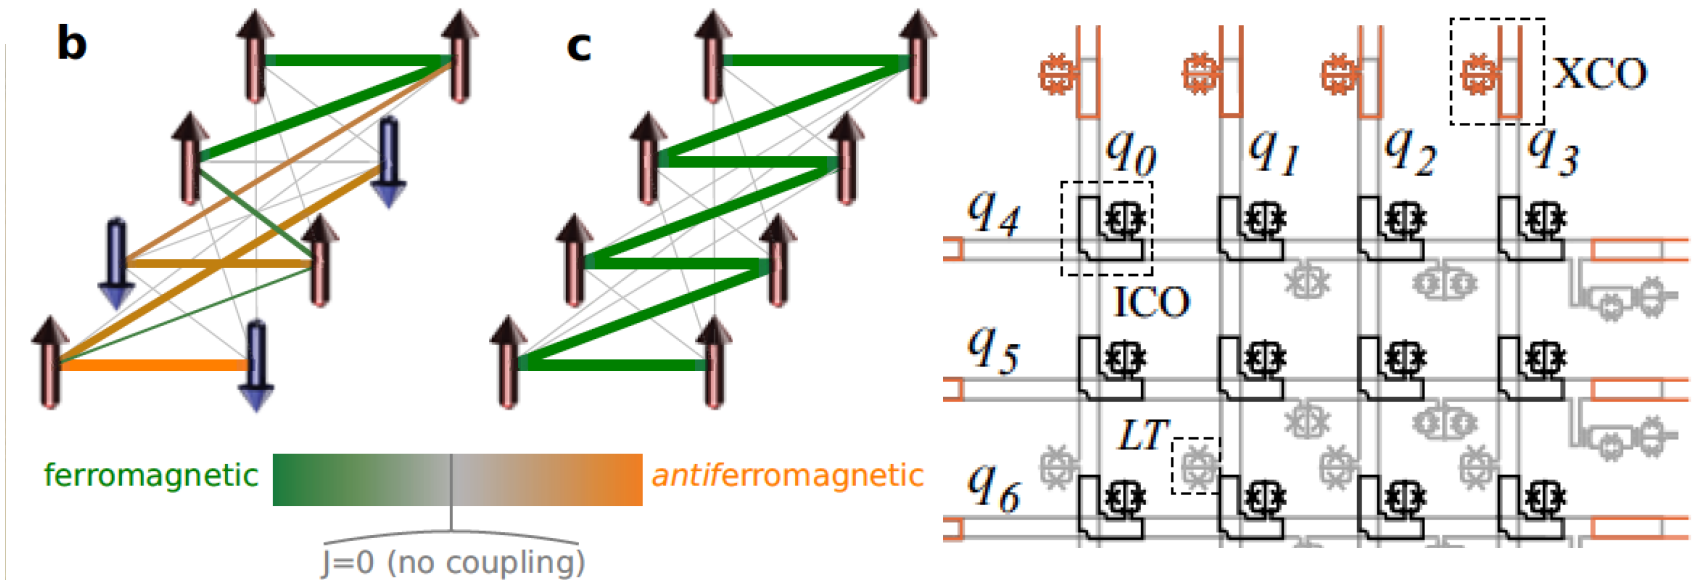 b
c
ferromagnetic
antiferromagnetic
J=0 (no coupling)
XCO
q0
q1
q2
q3
q4
ICO
q5
LT
q6